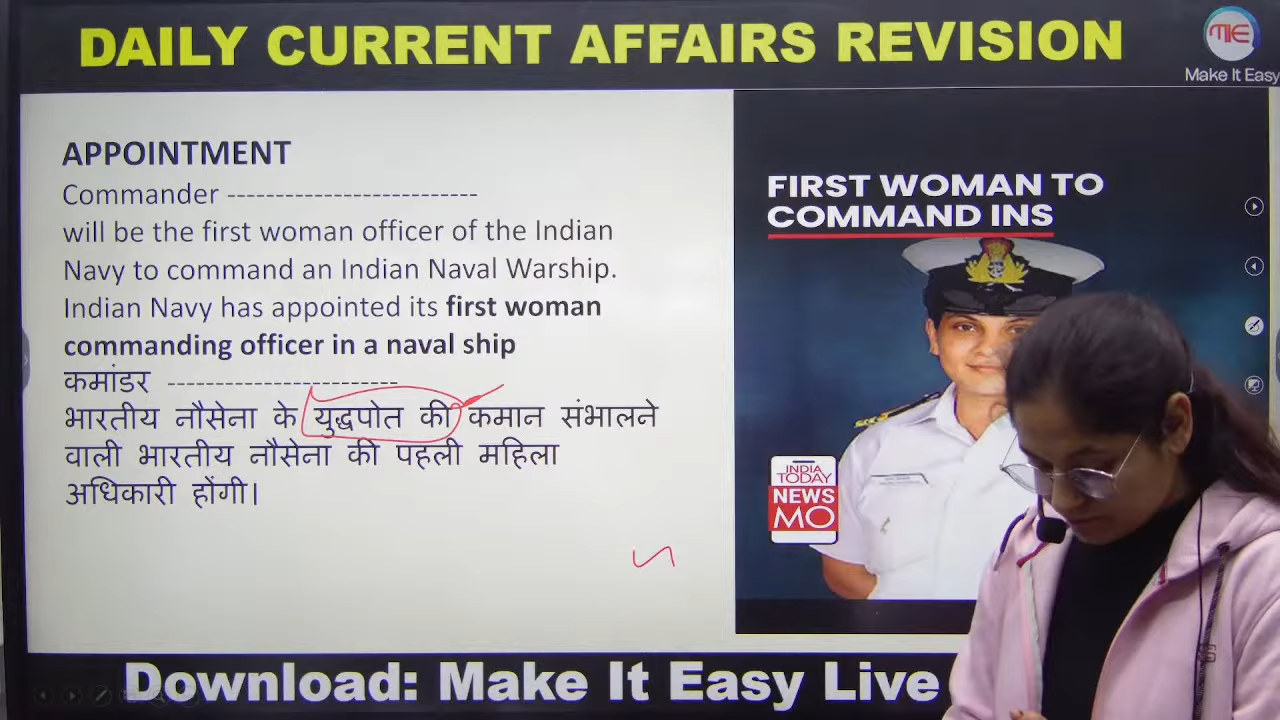 DAILY CURRENT AFFAIRS REVISION
MIE
Make It Easy
APPOINTMENT
Commander --------------------------
will be the first woman officer of the Indian
Navy to command an Indian Naval Warship.
Indian Navy has appointed its first woman
commanding officer in a naval ship
कमांडर ------------------------
भारतीय नौसेना के युद्धपोत की कमान संभालने
वाली भारतीय नौसेना की पहली महिला
अधिकारी होंगी।
FIRST WOMAN TO
COMMAND INS
INDIA
TODAY
NEWS
MO
Download: Make It Easy Live